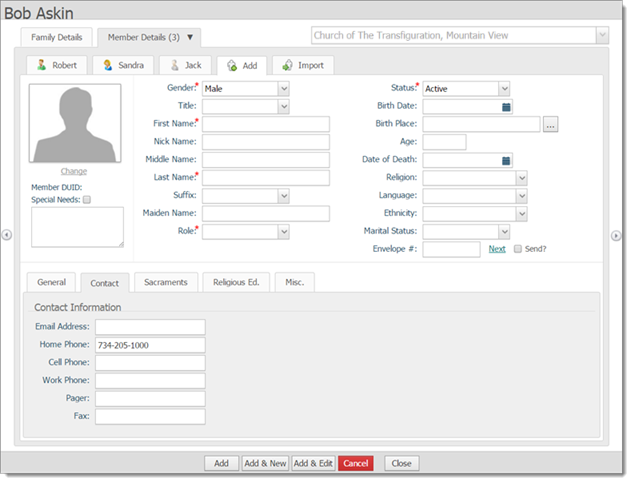 Bob Askin
Family Details Member Details (3) ▼ Church of The Transfiguration, Mountain View
Robert Sandra Jack Add Import
Gender:* Male Status:* Active
Title: Birth Date:
First Name:* Birth Place: ...
Nick Name: Age:
Middle Name: Date of Death:
Last Name:* Religion:
Suffix: Language:
Maiden Name: Ethnicity:
Role:* Marital Status:
Envelope #: Next Send?
Change
Member DUID:
Special Needs:
General Contact Sacraments Religious Ed. Misc.
Contact Information
Email Address:
Home Phone: 734-205-1000
Cell Phone:
Work Phone:
Pager:
Fax:
Add Add & New Add & Edit Cancel Close